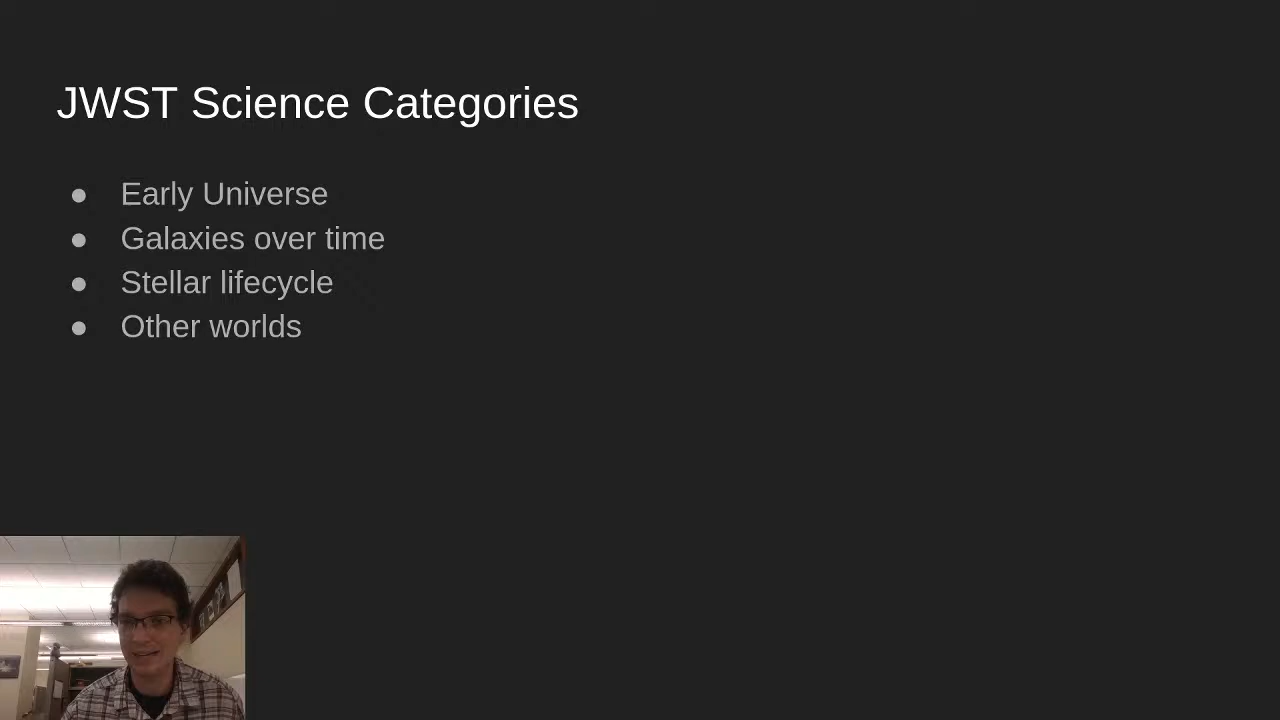 JWST Science Categories
● Early Universe
● Galaxies over time
● Stellar lifecycle
● Other worlds